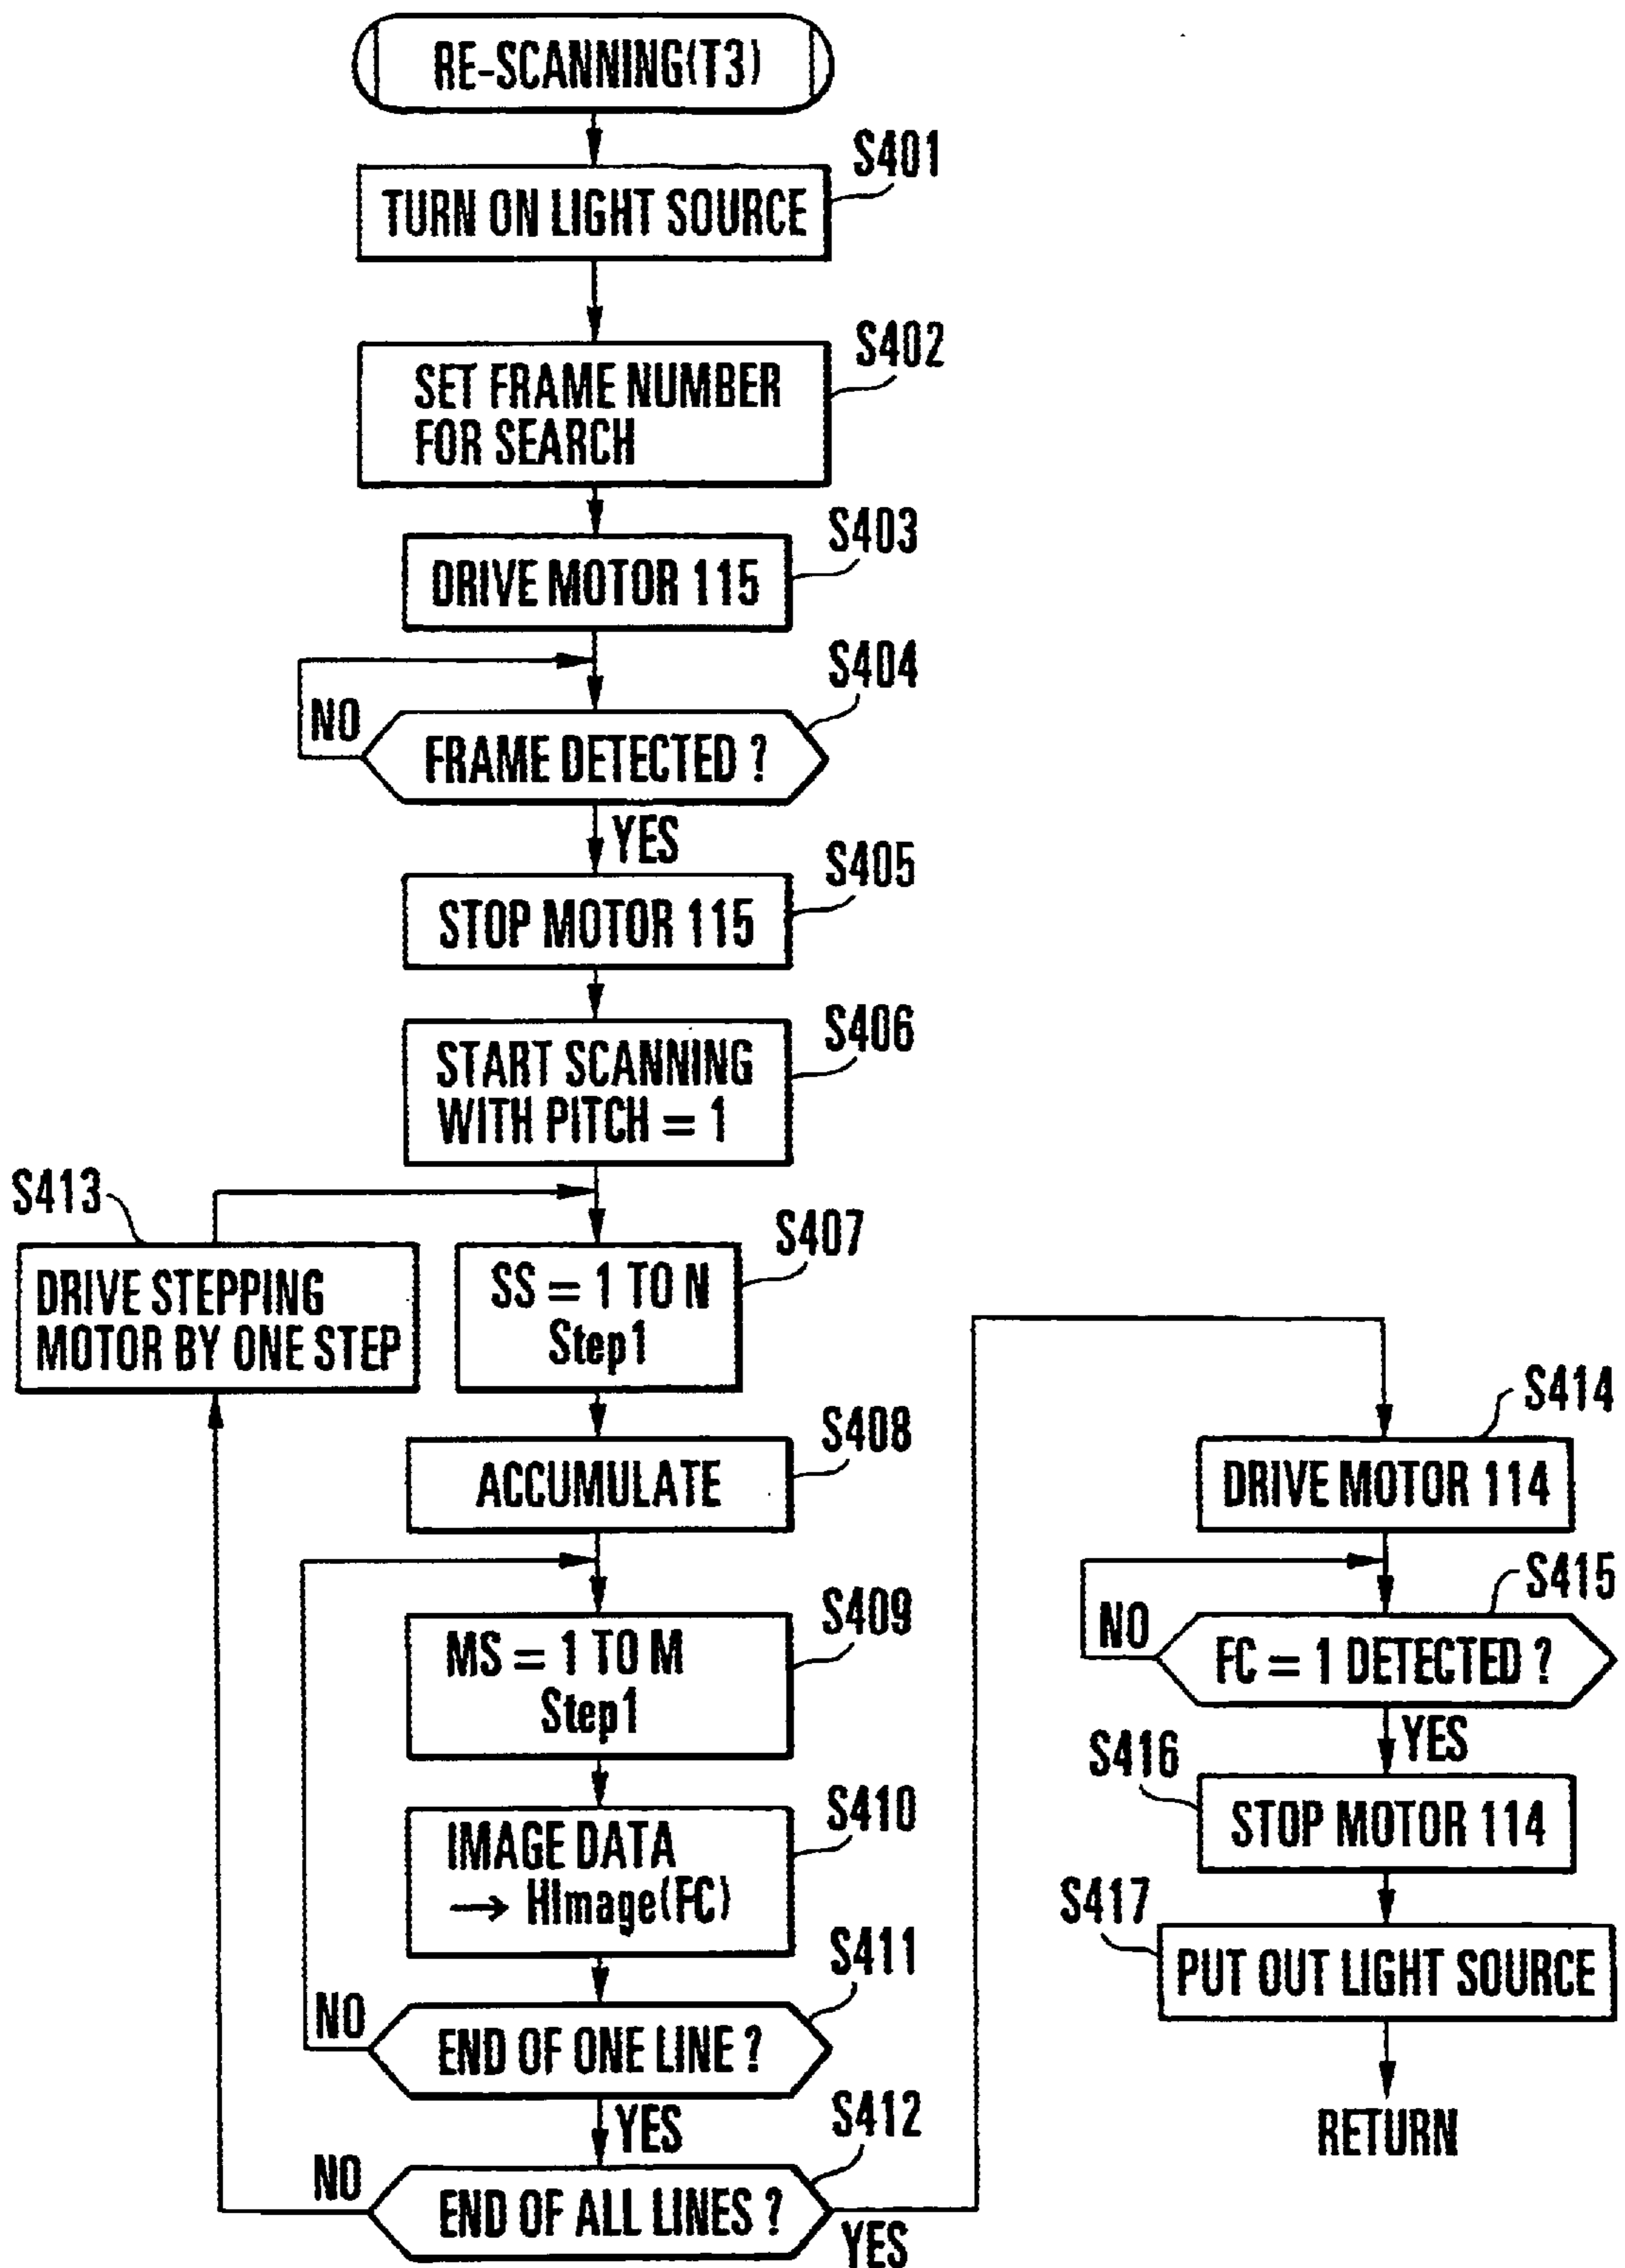 RE-SCANNING(T3)
S401
TURN ON LIGHT SOURCE
S402
SET FRAME NUMBER
FOR SEARCH
S403
DRIVE MOTOR 115
S404
NO
FRAME DETECTED ?
YES
S405
STOP MOTOR 115
S406
START SCANNING
WITH PITCH = 1
S413
DRIVE STEPPING
MOTOR BY ONE STEP
S407
SS = 1 TO N
Step1
S408
ACCUMULATE
S409
MS = 1 TO M
Step1
S410
IMAGE DATA
→ HImage(FC)
S411
NO
END OF ONE LINE ?
YES
S412
NO
END OF ALL LINES ?
YES
S414
DRIVE MOTOR 114
S415
NO
FC = 1 DETECTED ?
YES
S416
STOP MOTOR 114
S417
PUT OUT LIGHT SOURCE
RETURN